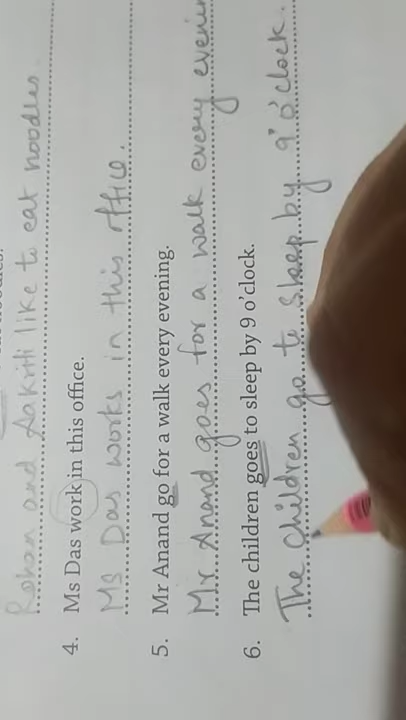 Rohan and Aakriti like to eat noodles.
4. Ms Das work in this office.
Ms Das works in this office.
5. Mr Anand go for a walk every evening.
Mr Anand goes for a walk every evenin
6. The children goes to sleep by 9 o'clock.
The children go to sleep by 9 o'clock.